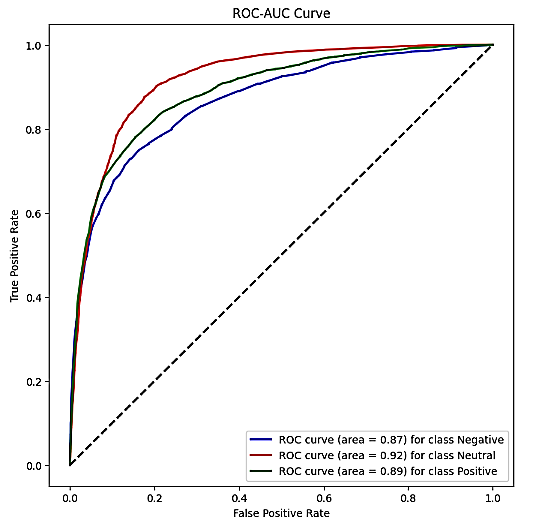 ROC-AUC Curve
1.0
0.8
0.6
0.4
0.2
0.0
True Positive Rate
ROC curve (area = 0.87) for class Negative
ROC curve (area = 0.92) for class Neutral
ROC curve (area = 0.89) for class Positive
0.0 0.2 0.4 0.6 0.8 1.0
False Positive Rate